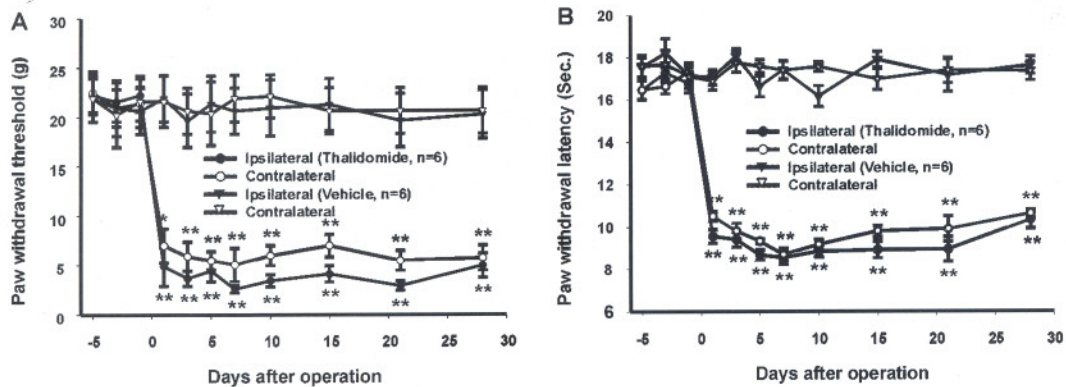 A
30
25
20
15
10
5
0
Paw withdrawal threshold (g)
Ipsilateral (Thalidomide, n=6)
Contralateral
Ipsilateral (Vehicle, n=6)
Contralateral
* ** ** ** ** ** ** **
** ** ** ** ** ** ** **
-5 0 5 10 15 20 25 30
Days after operation
B
20
18
16
14
12
10
8
6
Paw withdrawal latency (Sec.)
Ipsilateral (Thalidomide, n=6)
Contralateral
Ipsilateral (Vehicle, n=6)
Contralateral
** ** ** ** ** ** ** **
** ** ** ** ** ** ** **
-5 0 5 10 15 20 25 30
Days after operation